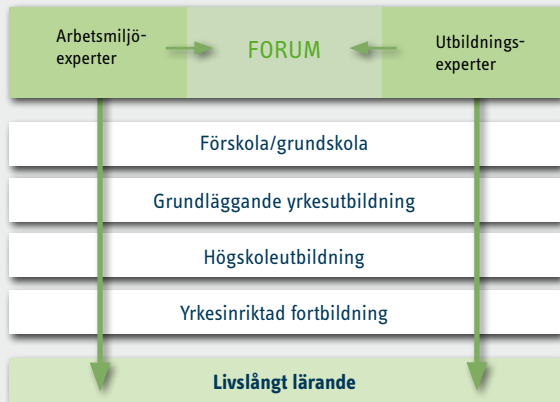 Arbetsmiljö-
experter
FORUM
Utbildnings-
experter
Förskola/grundskola
Grundläggande yrkesutbildning
Högskoleutbildning
Yrkesinriktad fortbildning
Livslångt lärande